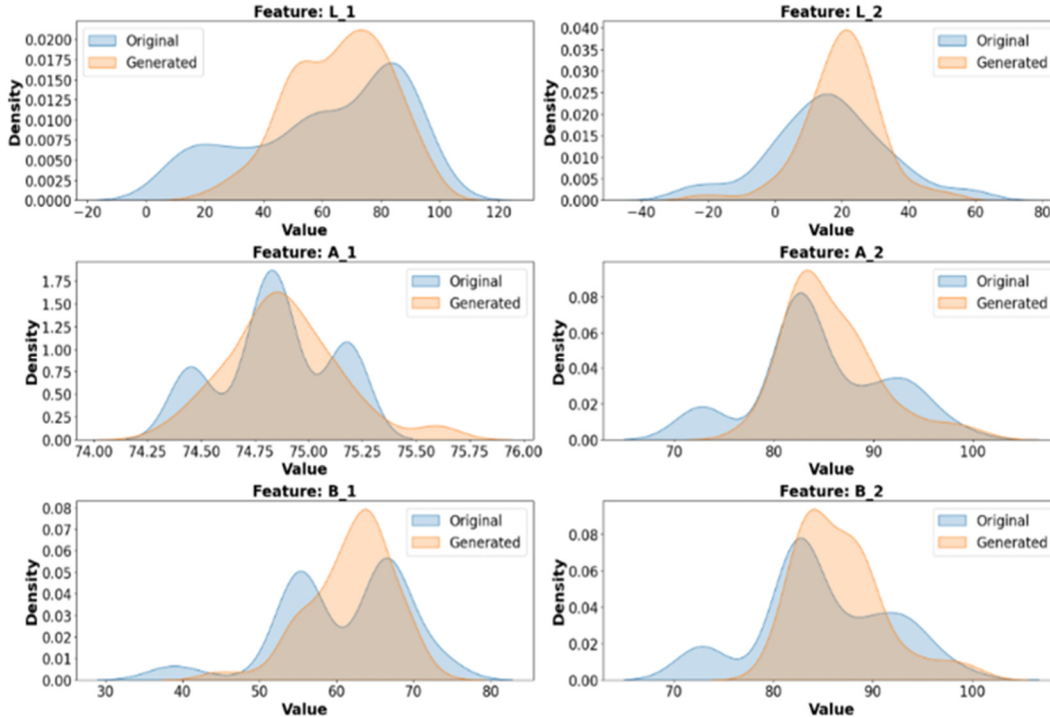 Feature: L_1
0.0200
0.0175
0.0150
0.0125
0.0100
0.0075
0.0050
0.0025
0.0000
Density
Original
Generated
−20 0 20 40 60 80 100 120
Value
Feature: L_2
0.040
0.035
0.030
0.025
0.020
0.015
0.010
0.005
0.000
Density
Original
Generated
−40 −20 0 20 40 60 80
Value
Feature: A_1
1.75
1.50
1.25
1.00
0.75
0.50
0.25
0.00
Density
Original
Generated
74.00 74.25 74.50 74.75 75.00 75.25 75.50 75.75 76.00
Value
Feature: A_2
0.08
0.06
0.04
0.02
0.00
Density
Original
Generated
70 80 90 100
Value
Feature: B_1
0.08
0.07
0.06
0.05
0.04
0.03
0.02
0.01
0.00
Density
Original
Generated
30 40 50 60 70 80
Value
Feature: B_2
0.08
0.06
0.04
0.02
0.00
Density
Original
Generated
70 80 90 100
Value